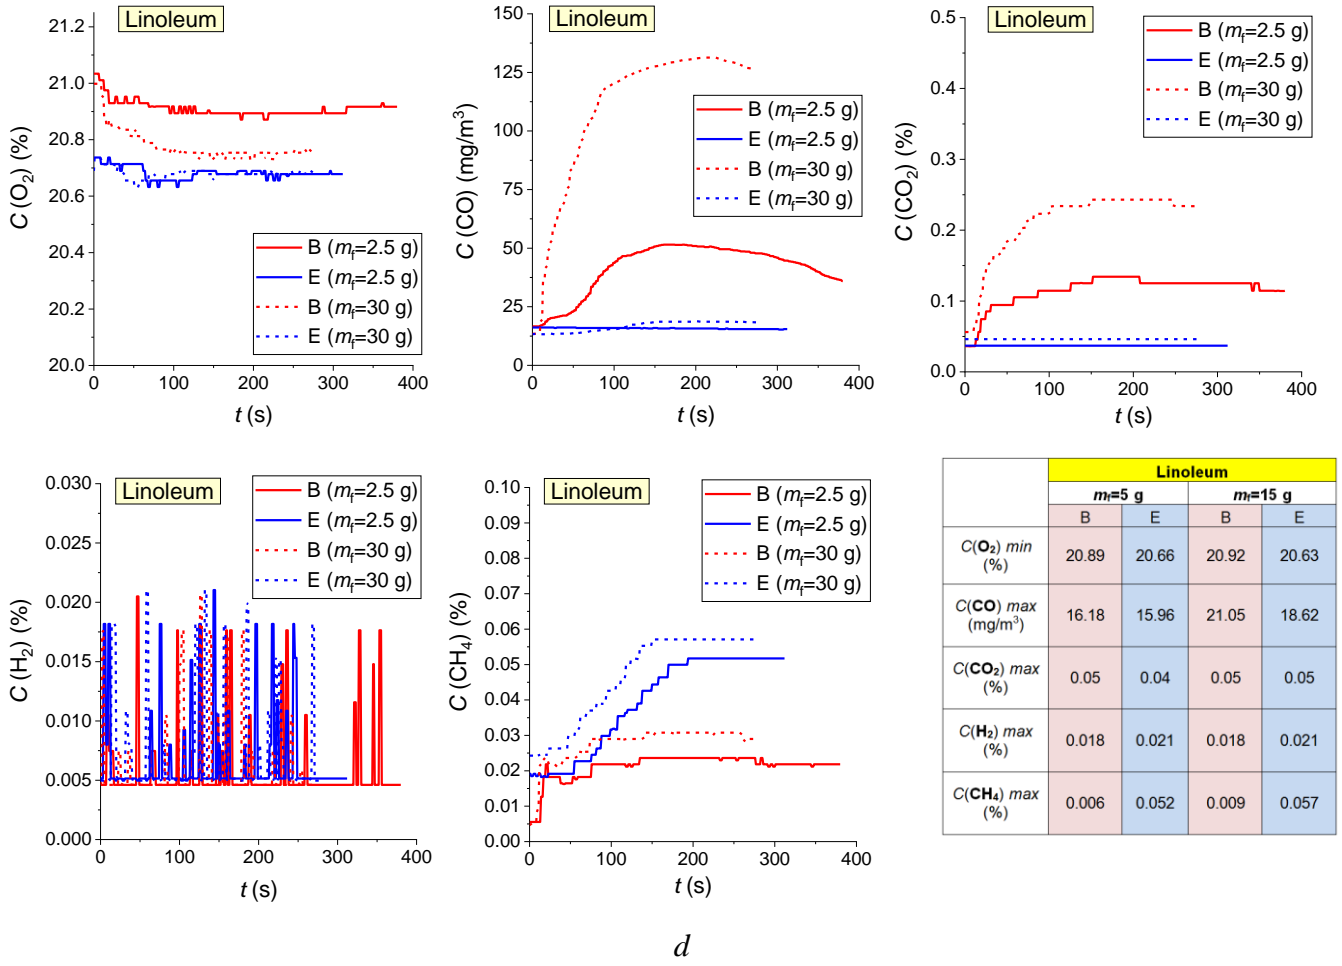 Linoleum
C (O2) (%)
21.2
21.0
20.8
20.6
20.4
20.2
20.0
B (mf=2.5 g)
E (mf=2.5 g)
B (mf=30 g)
E (mf=30 g)
0 100 200 300 400
t (s)
Linoleum
C (CO) (mg/m3)
150
125
100
75
50
25
0
B (mf=2.5 g)
E (mf=2.5 g)
B (mf=30 g)
E (mf=30 g)
0 100 200 300 400
t (s)
Linoleum
C (CO2) (%)
0.5
0.4
0.3
0.2
0.1
0.0
B (mf=2.5 g)
E (mf=2.5 g)
B (mf=30 g)
E (mf=30 g)
0 100 200 300 400
t (s)
Linoleum
C (H2) (%)
0.030
0.025
0.020
0.015
0.010
0.005
0.000
B (mf=2.5 g)
E (mf=2.5 g)
B (mf=30 g)
E (mf=30 g)
0 100 200 300 400
t (s)
Linoleum
C (CH4) (%)
0.10
0.09
0.08
0.07
0.06
0.05
0.04
0.03
0.02
0.01
0.00
B (mf=2.5 g)
E (mf=2.5 g)
B (mf=30 g)
E (mf=30 g)
0 100 200 300 400
t (s)
Linoleum
mf=5 g mf=15 g
B E B E
C(O2) min
(%) 20.89 20.66 20.92 20.63
C(CO) max
(mg/m3) 16.18 15.96 21.05 18.62
C(CO2) max
(%) 0.05 0.04 0.05 0.05
C(H2) max
(%) 0.018 0.021 0.018 0.021
C(CH4) max
(%) 0.006 0.052 0.009 0.057
d